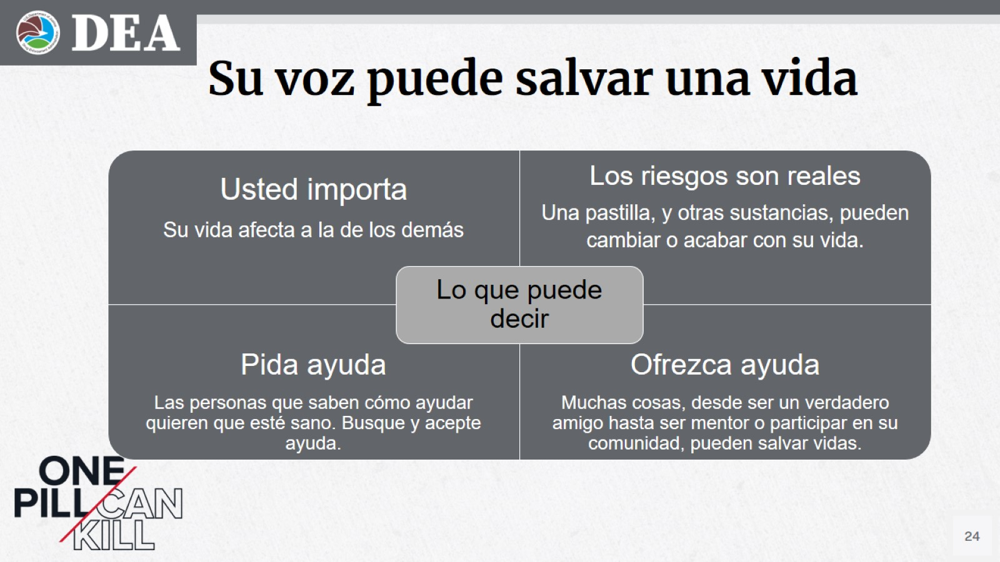 DEA
Su voz puede salvar una vida
Usted importa
Su vida afecta a la de los demás
Los riesgos son reales
Una pastilla, y otras sustancias, pueden
cambiar o acabar con su vida.
Lo que puede
decir
Pida ayuda
Las personas que saben cómo ayudar
quieren que esté sano. Busque y acepte
ayuda.
Ofrezca ayuda
Muchas cosas, desde ser un verdadero
amigo hasta ser mentor o participar en su
comunidad, pueden salvar vidas.
ONE
PILL CAN
KILL
24